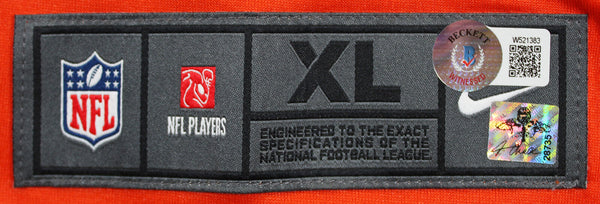 NFL
NFL PLAYERS
XL
ENGINEERED TO THE EXACT
SPECIFICATIONS OF THE
NATIONAL FOOTBALL LEAGUE
BECKETT
WITNESSED
W521383